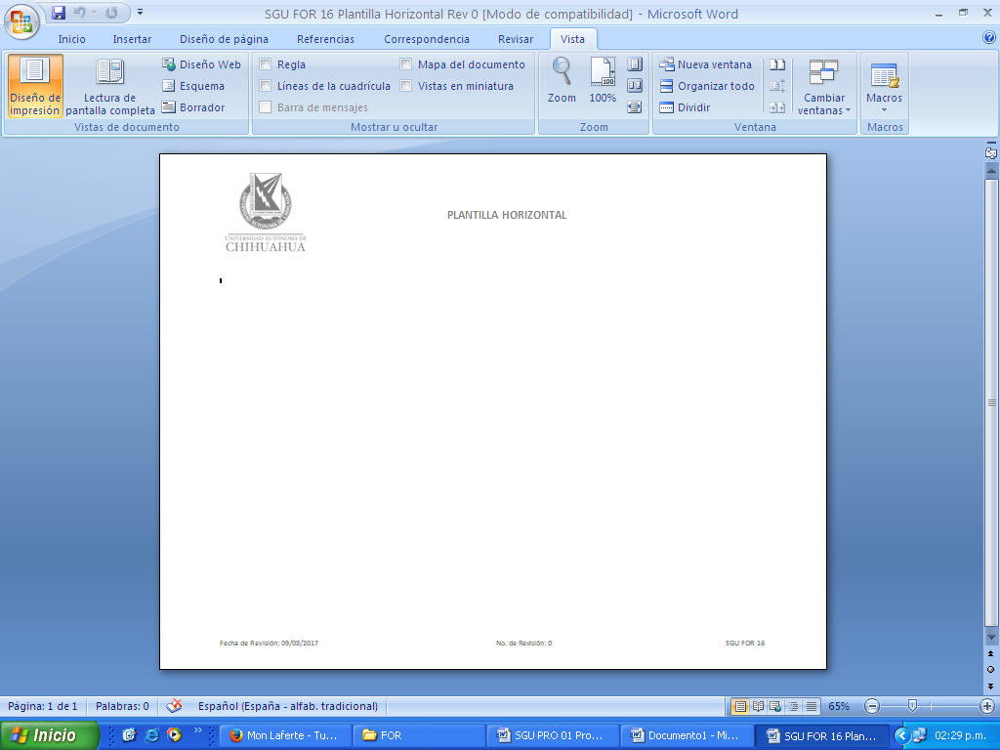 SGU FOR 16 Plantilla Horizontal Rev 0 [Modo de compatibilidad] - Microsoft Word
Inicio Insertar Diseño de página Referencias Correspondencia Revisar Vista
Diseño de impresión
Lectura de pantalla completa
Diseño Web
Esquema
Borrador
Vistas de documento
Regla
Líneas de la cuadrícula
Barra de mensajes
Mapa del documento
Vistas en miniatura
Mostrar u ocultar
Zoom
100%
Zoom
Nueva ventana
Organizar todo
Dividir
Cambiar ventanas
Ventana
Macros
Macros
UNIVERSIDAD AUTÓNOMA DE
CHIHUAHUA
PLANTILLA HORIZONTAL
Fecha de Revisión: 09/08/2017 No. de Revisión: 0 SGU FOR 16
Página: 1 de 1 Palabras: 0 Español (España - alfab. tradicional) 65%
Inicio Mon Laferte - Tu... FOR SGU PRO 01 Pro... Documento1 - Mi... SGU FOR 16 Plan... 02:29 p.m.